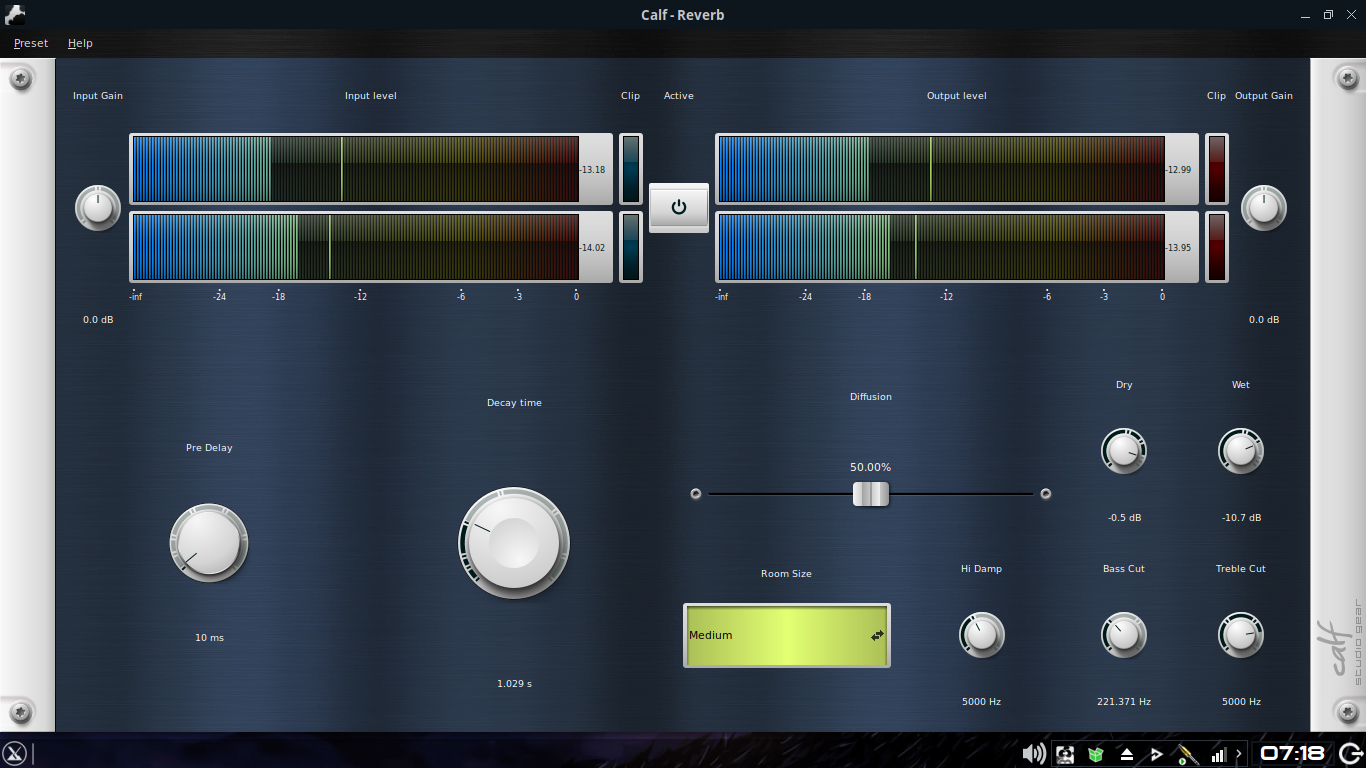 Calf - Reverb
Preset Help
Input Gain Input level Clip Active Output level Clip Output Gain
-13.18 -12.99
-14.02 -13.95
-inf -24 -18 -12 -6 -3 0 -inf -24 -18 -12 -6 -3 0
0.0 dB 0.0 dB
Dry Wet
Diffusion
Decay time
Pre Delay
50.00%
-0.5 dB -10.7 dB
Hi Damp Bass Cut Treble Cut
Room Size
Medium
10 ms
1.029 s
5000 Hz 221.371 Hz 5000 Hz
calf
studio gear
07:18